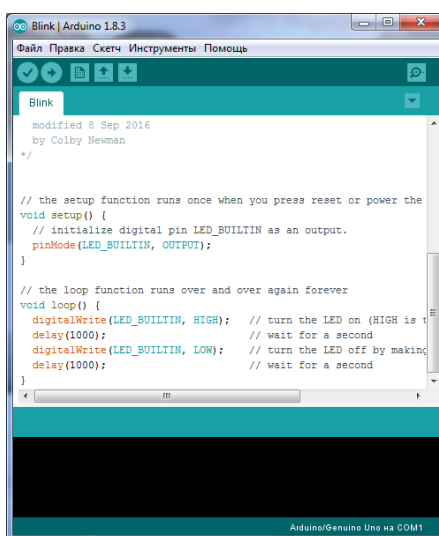 Blink | Arduino 1.8.3
Файл Правка Скетч Инструменты Помощь
Blink
modified 8 Sep 2016
by Colby Newman
*/
// the setup function runs once when you press reset or power the
void setup() {
// initialize digital pin LED_BUILTIN as an output.
pinMode(LED_BUILTIN, OUTPUT);
}
// the loop function runs over and over again forever
void loop() {
digitalWrite(LED_BUILTIN, HIGH); // turn the LED on (HIGH is t
delay(1000); // wait for a second
digitalWrite(LED_BUILTIN, LOW); // turn the LED off by making
delay(1000); // wait for a second
}
Arduino/Genuino Uno на COM1